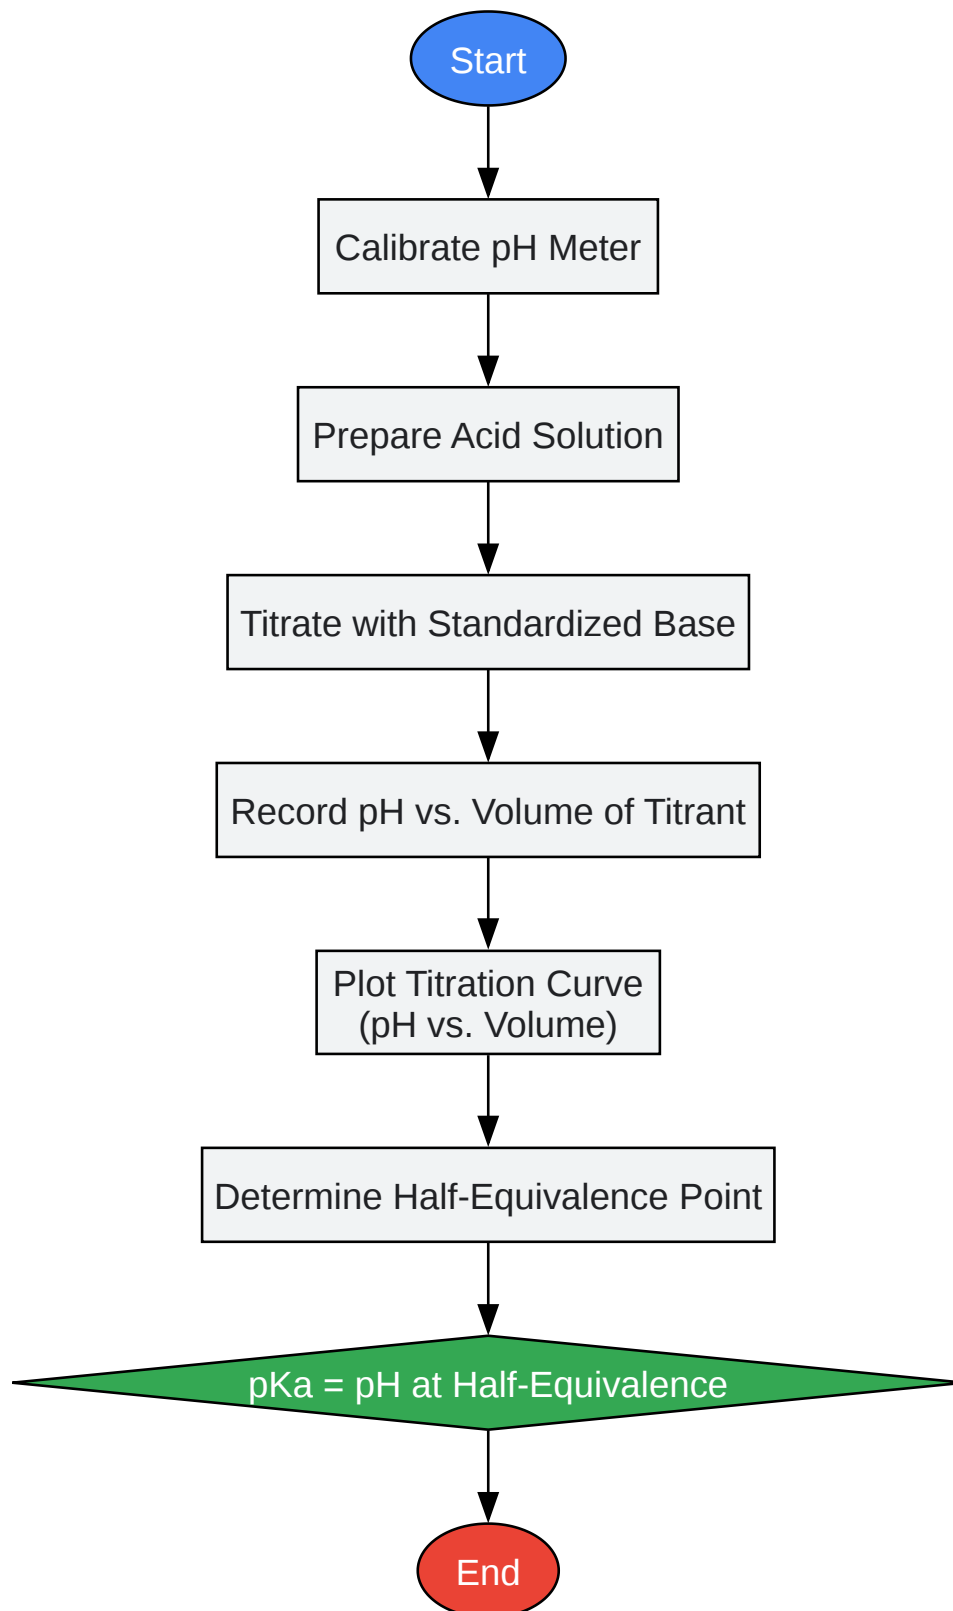 Start
Calibrate pH Meter
Prepare Acid Solution
Titrate with Standardized Base
Record pH vs. Volume of Titrant
Plot Titration Curve
(pH vs. Volume)
Determine Half-Equivalence Point
pKa = pH at Half-Equivalence
End